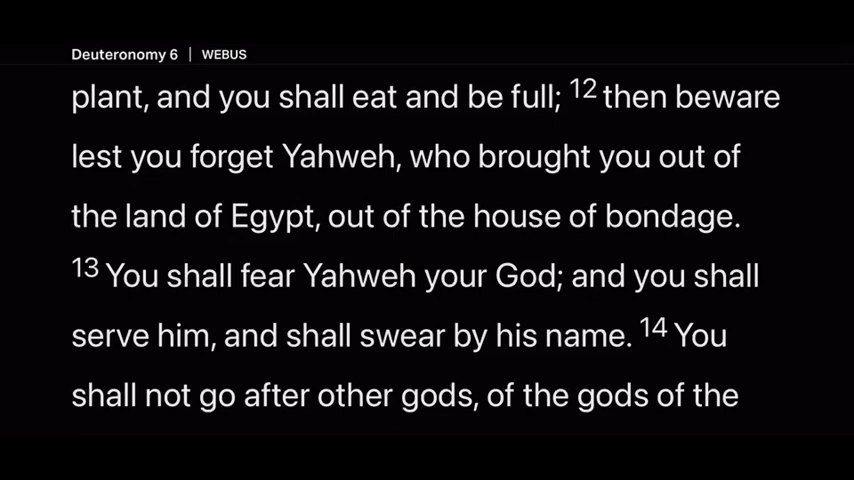 Deuteronomy 6 | WEBUS
plant, and you shall eat and be full; 12 then beware
lest you forget Yahweh, who brought you out of
the land of Egypt, out of the house of bondage.
13 You shall fear Yahweh your God; and you shall
serve him, and shall swear by his name. 14 You
shall not go after other gods, of the gods of the